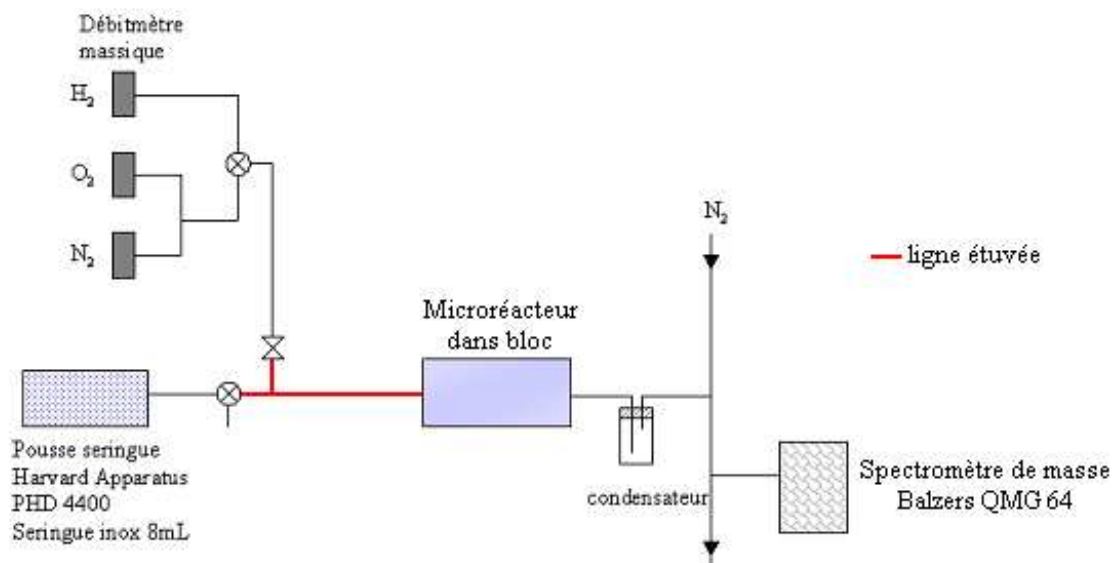 Débitmètre
massique
H₂
O₂
N₂
N₂
ligne étuvée
Microréacteur
dans bloc
Pousse seringue
Harvard Apparatus
PHD 4400
Seringue inox 8mL
condensateur
Spectromètre de masse
Balzers QMG 64